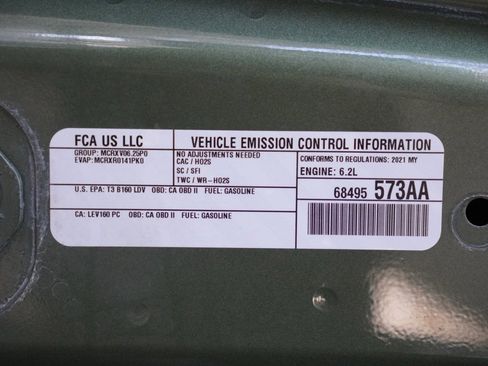 FCA US LLC
GROUP: MCRXV06.25P0
EVAP: MCRXR0141PK0
VEHICLE EMISSION CONTROL INFORMATION
NO ADJUSTMENTS NEEDED
CAC / HO2S
SC / SFI
TWC / WR-HO2S
CONFORMS TO REGULATIONS: 2021 MY
ENGINE: 6.2L
U.S. EPA: T3 B160 LDV OBD: CA OBD II FUEL: GASOLINE
68495 573AA
CA: LEV160 PC OBD: CA OBD II FUEL: GASOLINE